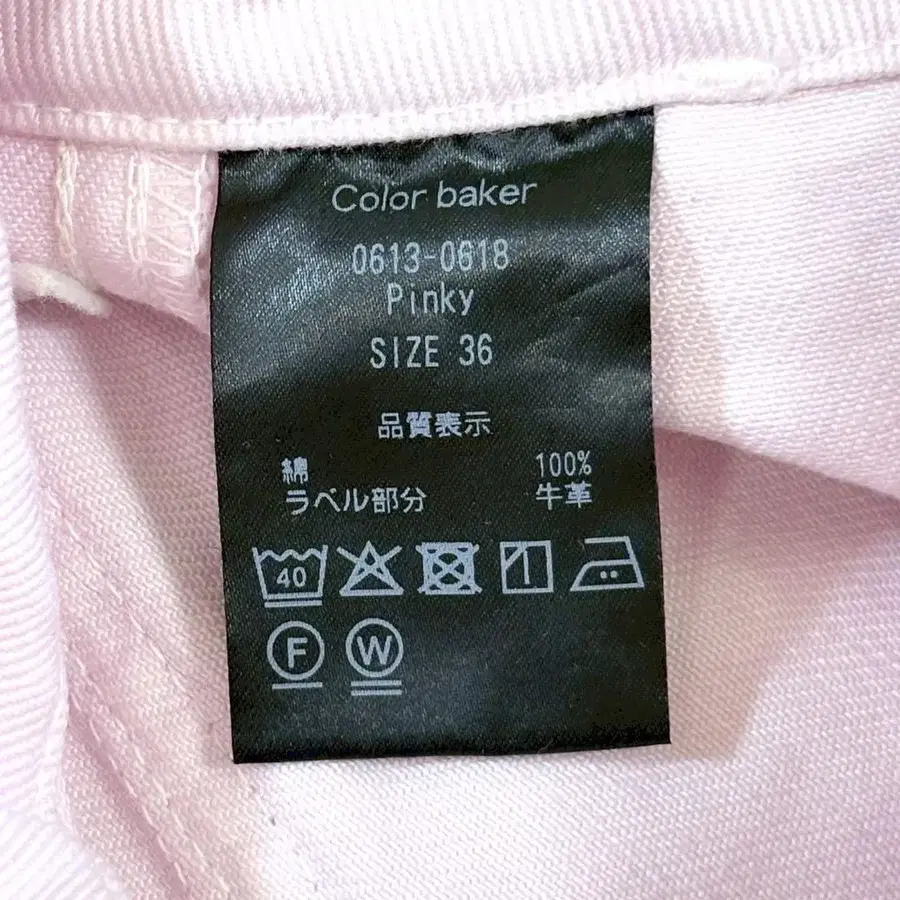 Color baker
0613-0618
Pinky
SIZE 36
品質表示
綿 100%
ラベル部分 牛革
40
F W